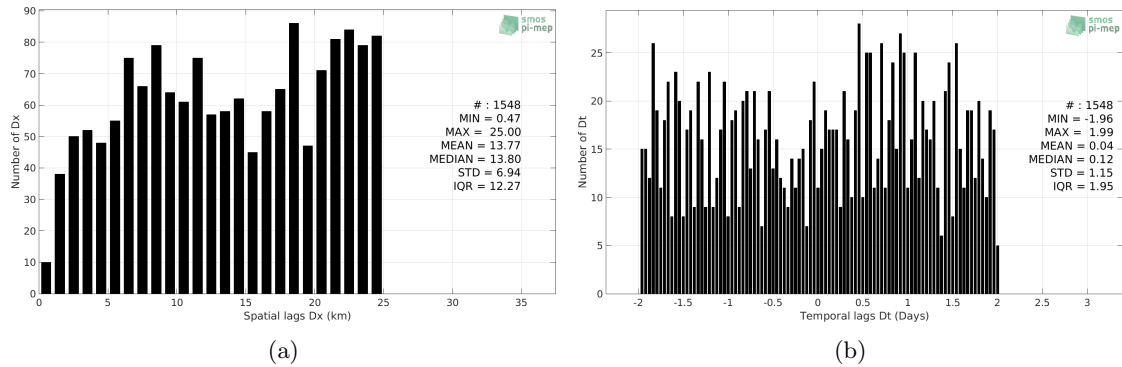 90
80
70
60
50
40
30
20
10
0
Number of Dx
0 5 10 15 20 25 30 35
Spatial lags Dx (km)
smos
pi-mep
# : 1548
MIN = 0.47
MAX = 25.00
MEAN = 13.77
MEDIAN = 13.80
STD = 6.94
IQR = 12.27
(a)
25
20
15
10
5
0
Number of Dt
-2 -1.5 -1 -0.5 0 0.5 1 1.5 2 2.5 3
Temporal lags Dt (Days)
smos
pi-mep
# : 1548
MIN = -1.96
MAX = 1.99
MEAN = 0.04
MEDIAN = 0.12
STD = 1.15
IQR = 1.95
(b)